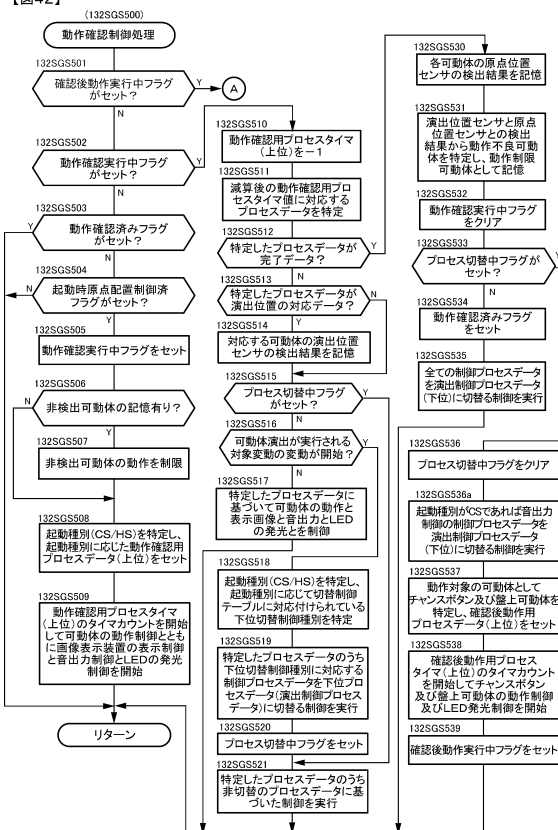 【図42】
(132SGS500)
動作確認制御処理
132SGS501
確認後動作実行中フラグ
がセット？
Y
A
N
132SGS502
動作確認実行中フラグ
がセット？
Y
N
132SGS503
Y
動作確認済みフラグ
がセット？
N
132SGS504
N
起動時原点配置制御済
フラグがセット？
Y
132SGS505
動作確認実行中フラグをセット
132SGS506
N
非検出可動体の記憶有り？
Y
132SGS507
非検出可動体の動作を制限
132SGS508
起動種別(CS/HS)を特定し、
起動種別に応じた動作確認用
プロセスデータ(上位)をセット
132SGS509
動作確認用プロセスタイマ
(上位)のタイマカウントを開始
して可動体の動作制御ととも
に画像表示装置の表示制御
と音出力制御とLEDの発光
制御を開始
リターン
132SGS510
動作確認用プロセスタイマ
(上位)を－1
132SGS511
減算後の動作確認用プロ
セスタイマ値に対応する
プロセスデータを特定
132SGS512
特定したプロセスデータが
完了データ？
Y
N
132SGS513
特定したプロセスデータが
演出位置の対応データ？
N
Y
132SGS514
対応する可動体の演出位置
センサの検出結果を記憶
132SGS515
プロセス切替中フラグ
がセット？
Y
N
132SGS516
可動体演出が実行される
対象変動の変動が開始？
Y
N
132SGS517
特定したプロセスデータに
基づいて可動体の動作と
表示画像と音出力とLED
の発光とを制御
132SGS518
起動種別(CS/HS)を特定し、
起動種別に応じて切替制御
テーブルに対応付けられている
下位切替制御種別を特定
132SGS519
特定したプロセスデータのうち
下位切替制御種別に対応する
制御プロセスデータを下位プロ
セスデータ(演出制御プロセス
データ)に切替る制御を実行
132SGS520
プロセス切替中フラグをセット
132SGS521
特定したプロセスデータのうち
非切替のプロセスデータに基
づいた制御を実行
132SGS530
各可動体の原点位置
センサの検出結果を記憶
132SGS531
演出位置センサと原点
位置センサとの検出
結果から動作不良可動
体を特定し、動作制限
可動体として記憶
132SGS532
動作確認実行中フラグ
をクリア
132SGS533
プロセス切替中フラグが
セット？
Y
N
132SGS534
動作確認済みフラグ
をセット
132SGS535
全ての制御プロセスデータ
を演出制御プロセスデータ
(下位)に切替る制御を実行
132SGS536
プロセス切替中フラグをクリア
132SGS536a
起動種別がCSであれば音出力
制御の制御プロセスデータを
演出制御プロセスデータ
(下位)に切替る制御を実行
132SGS537
動作対象の可動体として
チャンスボタン及び盤上可動体を
特定し、確認後動作用
プロセスデータ(上位)をセット
132SGS538
確認後動作用プロセス
タイマ(上位)のタイマカウント
を開始してチャンスボタン
及び盤上可動体の動作制御
及びLED発光制御を開始
132SGS539
確認後動作実行中フラグをセット